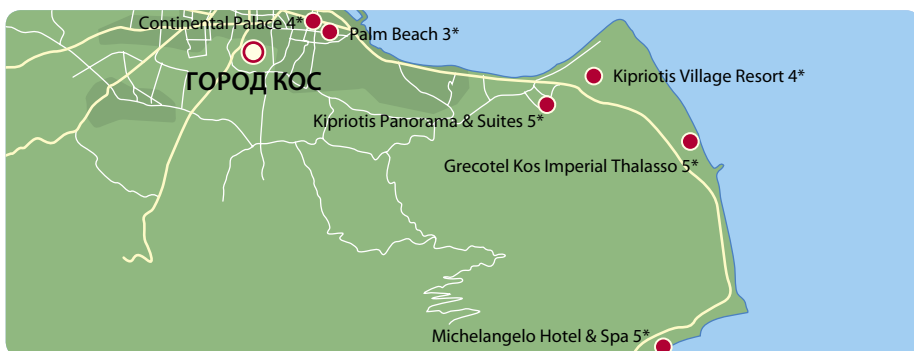 Continental Palace 4*
Palm Beach 3*
ГОРОД КОС
Kipriotis Village Resort 4*
Kipriotis Panorama & Suites 5*
Grecotel Kos Imperial Thalasso 5*
Michelangelo Hotel & Spa 5*